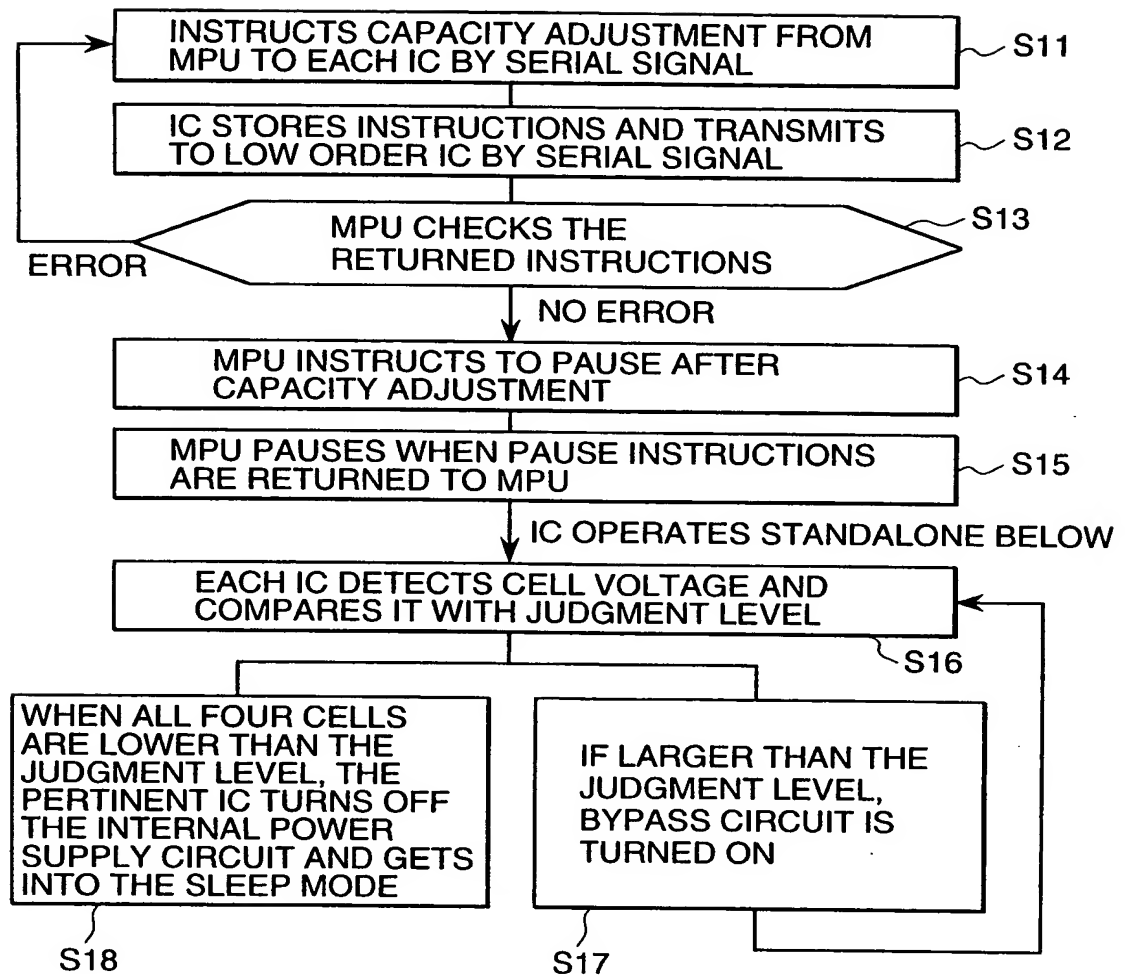 INSTRUCTS CAPACITY ADJUSTMENT FROM
MPU TO EACH IC BY SERIAL SIGNAL
S11
IC STORES INSTRUCTIONS AND TRANSMITS
TO LOW ORDER IC BY SERIAL SIGNAL
S12
MPU CHECKS THE
RETURNED INSTRUCTIONS
S13
ERROR
NO ERROR
MPU INSTRUCTS TO PAUSE AFTER
CAPACITY ADJUSTMENT
S14
MPU PAUSES WHEN PAUSE INSTRUCTIONS
ARE RETURNED TO MPU
S15
IC OPERATES STANDALONE BELOW
EACH IC DETECTS CELL VOLTAGE AND
COMPARES IT WITH JUDGMENT LEVEL
S16
WHEN ALL FOUR CELLS
ARE LOWER THAN THE
JUDGMENT LEVEL, THE
PERTINENT IC TURNS OFF
THE INTERNAL POWER
SUPPLY CIRCUIT AND GETS
INTO THE SLEEP MODE
S18
IF LARGER THAN THE
JUDGMENT LEVEL,
BYPASS CIRCUIT IS
TURNED ON
S17